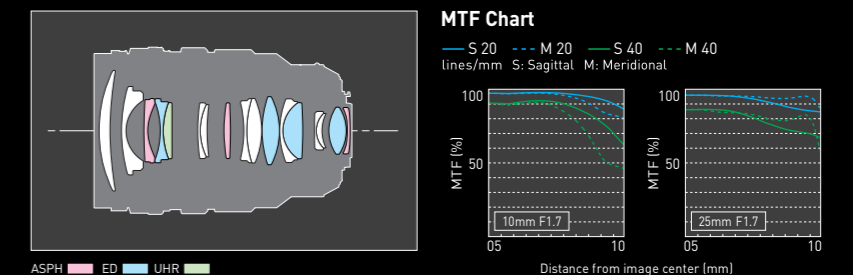 MTF Chart
S 20 M 20 S 40 M 40
lines/mm S: Sagittal M: Meridional
100
50
MTF (%)
10mm F1.7
05 10
100
50
MTF (%)
25mm F1.7
05 10
Distance from image center (mm)
ASPH ED UHR